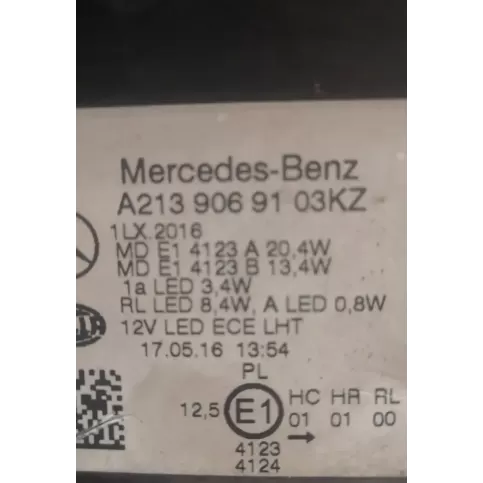 Mercedes-Benz
A213 906 91 03KZ
1LX.2016
MD E1 4123 A 20,4W
MD E1 4123 B 13,4W
1a LED 3,4W
RL LED 8,4W, A LED 0,8W
12V LED ECE LHT
17.05.16 13:54
PL
12,5 E1 HC HR RL
01 01 00
→
4123
4124